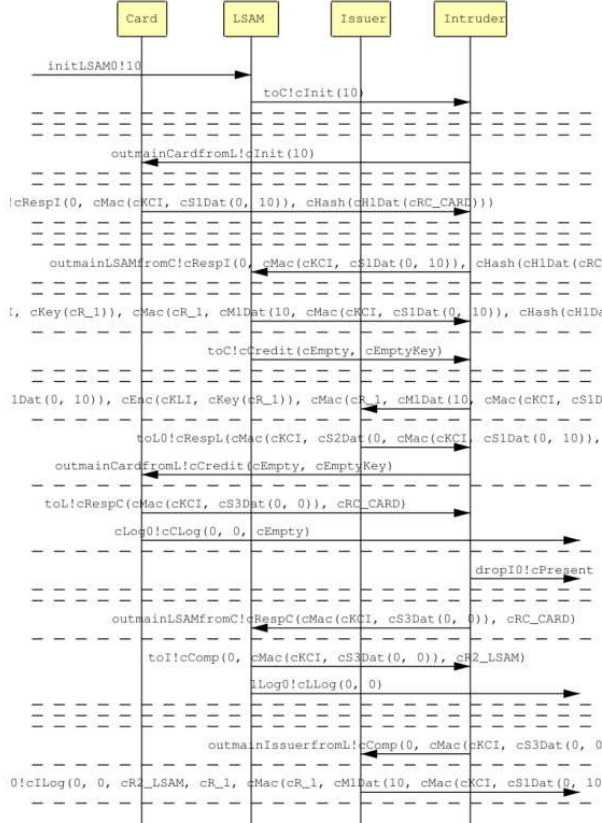 Card LSAM Issuer Intruder
initLSAM0!10
toC!cInit(10)
outmainCardfromL!cInit(10)
!cRespI(0, cMac(cKCI, cS1Dat(0, 10)), cHash(cH1Dat(cRC_CARD)))
outmainLSAMfromC!cRespI(0, cMac(cKCI, cS1Dat(0, 10)), cHash(cH1Dat(cRC
I, cKey(cR_1)), cMac(cR_1, cM1Dat(10, cMac(cKCI, cS1Dat(0, 10)), cHash(cH1Da
toC!cCredit(cEmpty, cEmptyKey)
1Dat(0, 10)), cEnc(cKLI, cKey(cR_1)), cMac(cR_1, cM1Dat(10, cMac(cKCI, cS1D
toL0!cRespL(cMac(cKCI, cS2Dat(0, cMac(cKCI, cS1Dat(0, 10)),
outmainCardfromL!cCredit(cEmpty, cEmptyKey)
toL!cRespC(cMac(cKCI, cS3Dat(0, 0)), cRC_CARD)
cLog0!cCLog(0, 0, cEmpty)
dropI0!cPresent
outmainLSAMfromC!cRespC(cMac(cKCI, cS3Dat(0, 0)), cRC_CARD)
toI!cComp(0, cMac(cKCI, cS3Dat(0, 0)), cR2_LSAM)
lLog0!cLLog(0, 0)
outmainIssuerfromL!cComp(0, cMac(cKCI, cS3Dat(0, 0
0!cILog(0, 0, cR2_LSAM, cR_1, cMac(cR_1, cM1Dat(10, cMac(cKCI, cS1Dat(0, 10